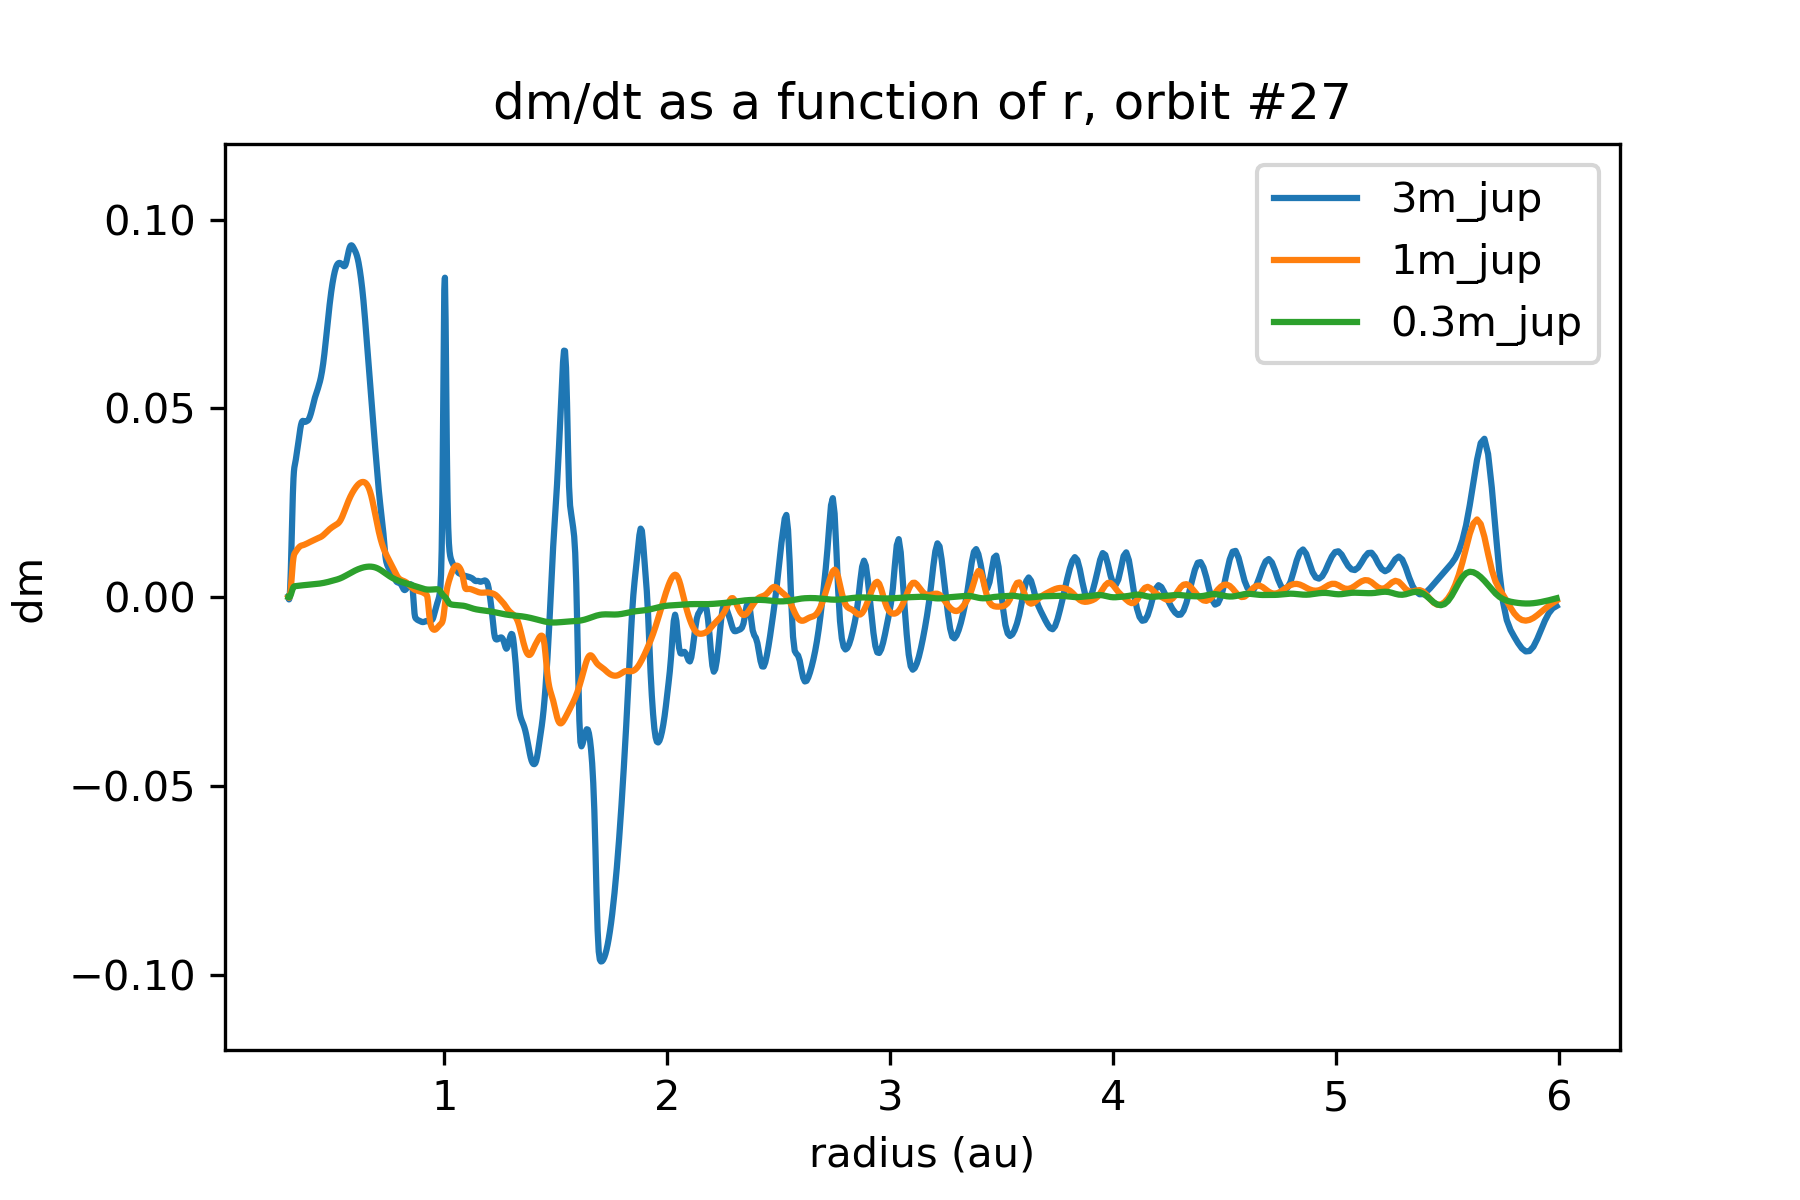 dm/dt as a function of r, orbit #27
3m_jup
1m_jup
0.3m_jup
0.10
0.05
0.00
−0.05
−0.10
dm
1 2 3 4 5 6
radius (au)